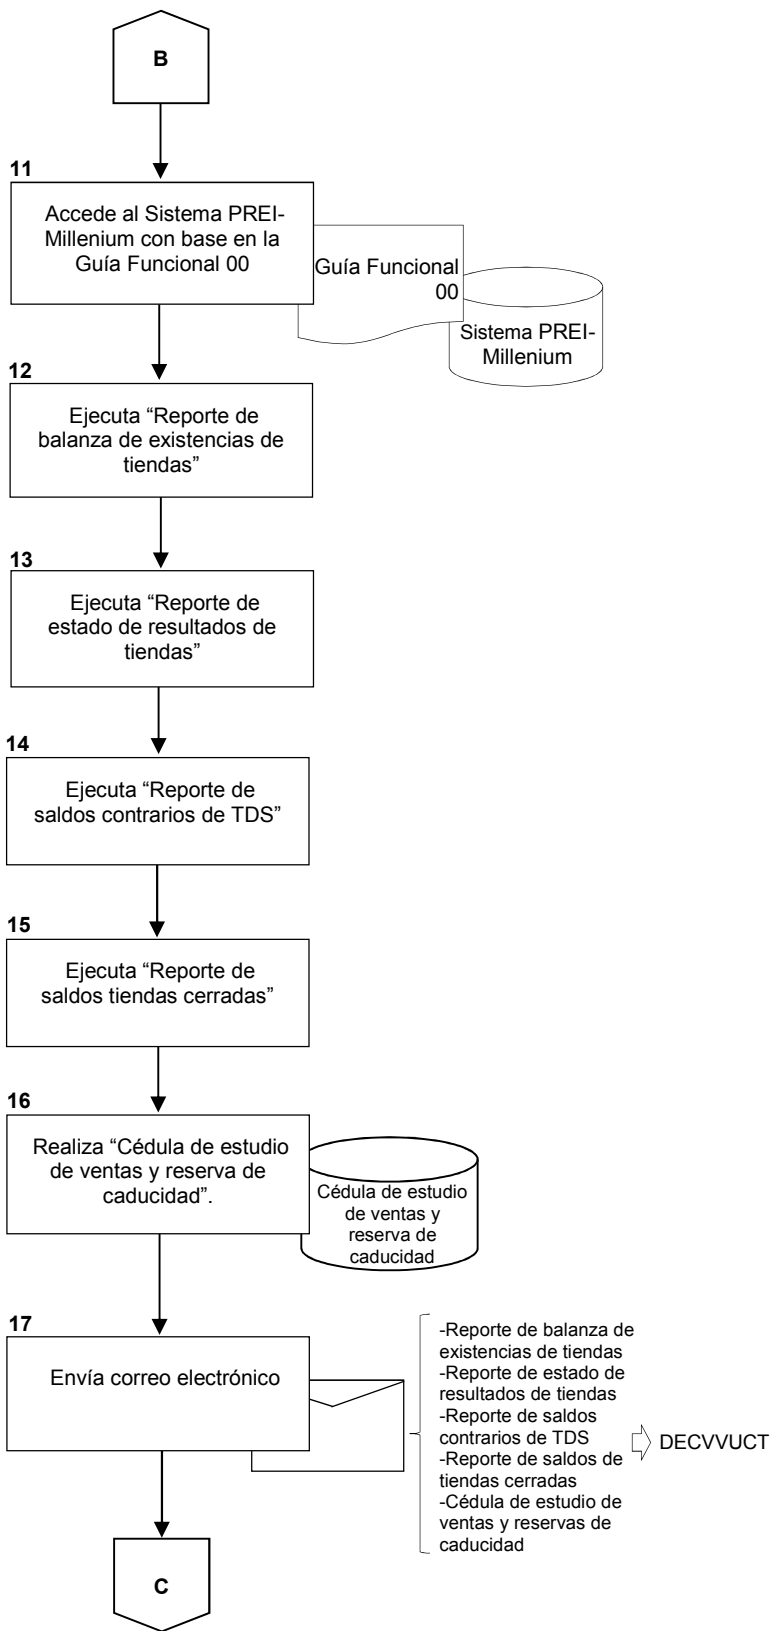 B
11
Accede al Sistema PREI-
Millenium con base en la
Guía Funcional 00
Guía Funcional
00
Sistema PREI-
Millenium
12
Ejecuta “Reporte de
balanza de existencias de
tiendas”
13
Ejecuta “Reporte de
estado de resultados de
tiendas”
14
Ejecuta “Reporte de
saldos contrarios de TDS”
15
Ejecuta “Reporte de
saldos tiendas cerradas”
16
Realiza “Cédula de estudio
de ventas y reserva de
caducidad”.
Cédula de estudio
de ventas y
reserva de
caducidad
17
Envía correo electrónico
-Reporte de balanza de
existencias de tiendas
-Reporte de estado de
resultados de tiendas
-Reporte de saldos
contrarios de TDS
-Reporte de saldos de
tiendas cerradas
-Cédula de estudio de
ventas y reservas de
caducidad
DECVVUCT
C